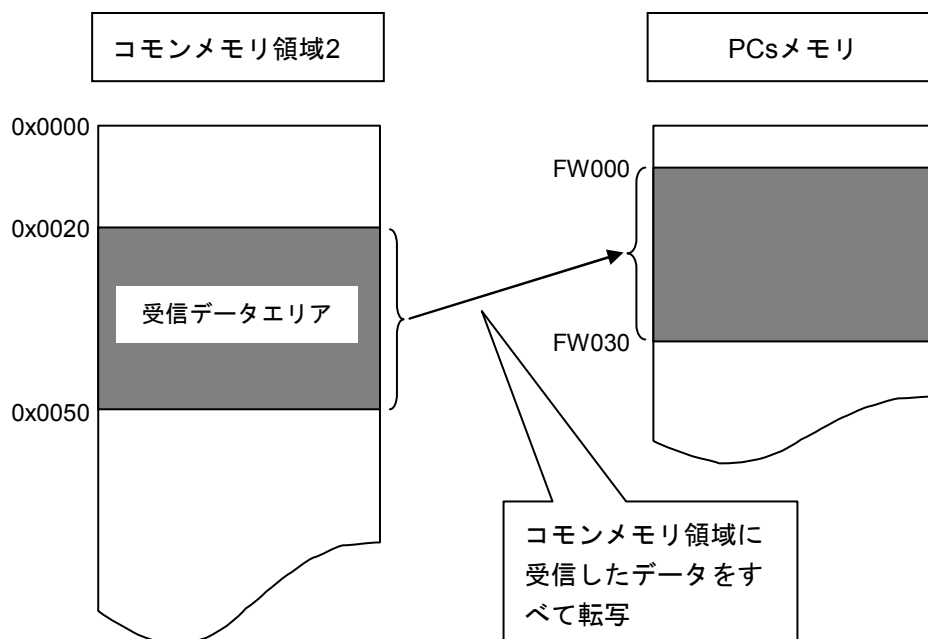 コモンメモリ領域2
PCsメモリ
0x0000
FW000
0x0020
受信データエリア
FW030
0x0050
コモンメモリ領域に
受信したデータをす
べて転写